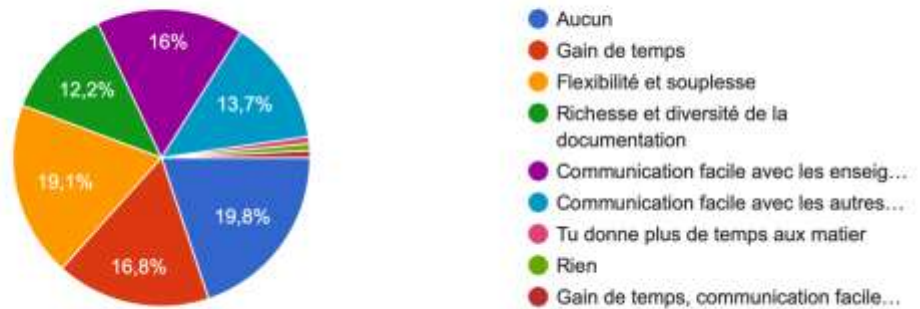 16%
12,2%
13,7%
19,1%
19,8%
16,8%
Aucun
Gain de temps
Flexibilité et souplesse
Richesse et diversité de la
documentation
Communication facile avec les enseig…
Communication facile avec les autres…
Tu donne plus de temps aux matier
Rien
Gain de temps, communication facile…